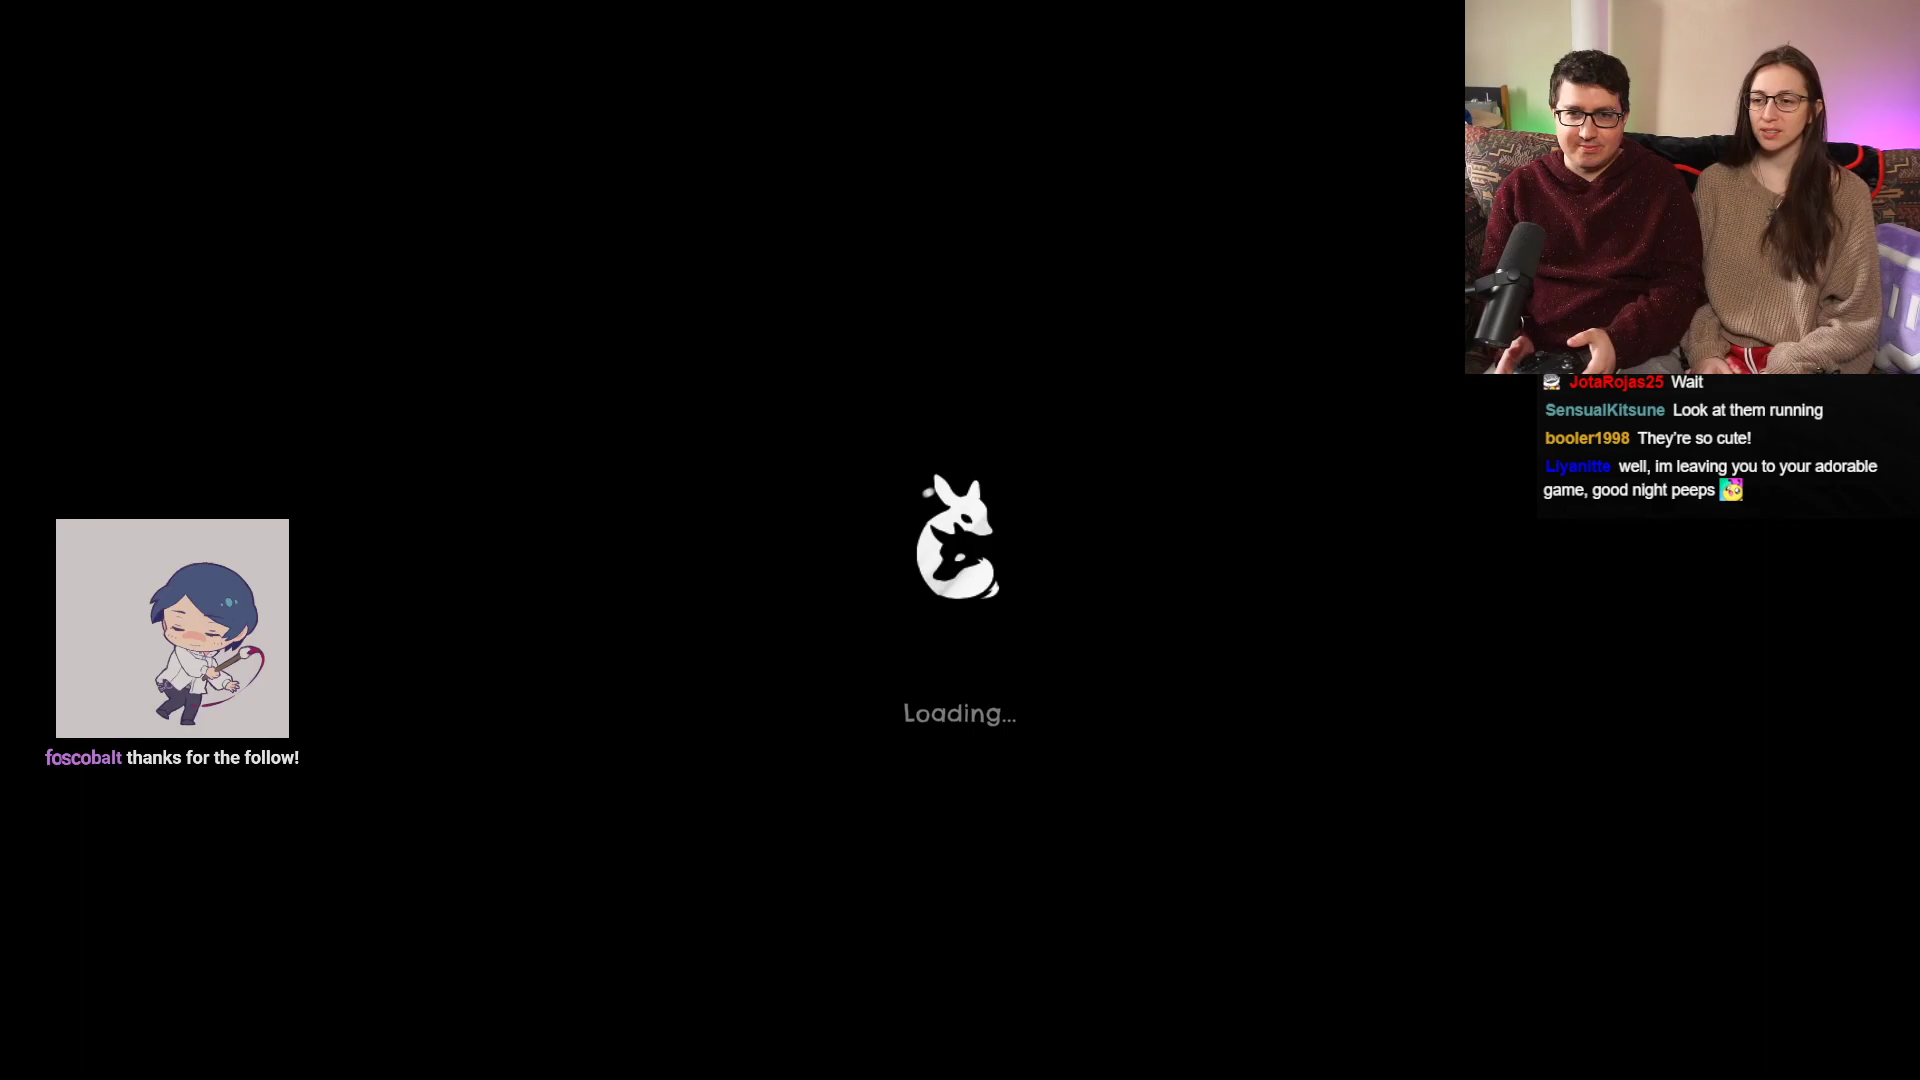 JotaRojas25 Wait
SensualKitsune Look at them running
booler1998 They're so cute!
Llyanitte well, im leaving you to your adorable
game, good night peeps
Loading...
foscobalt thanks for the follow!